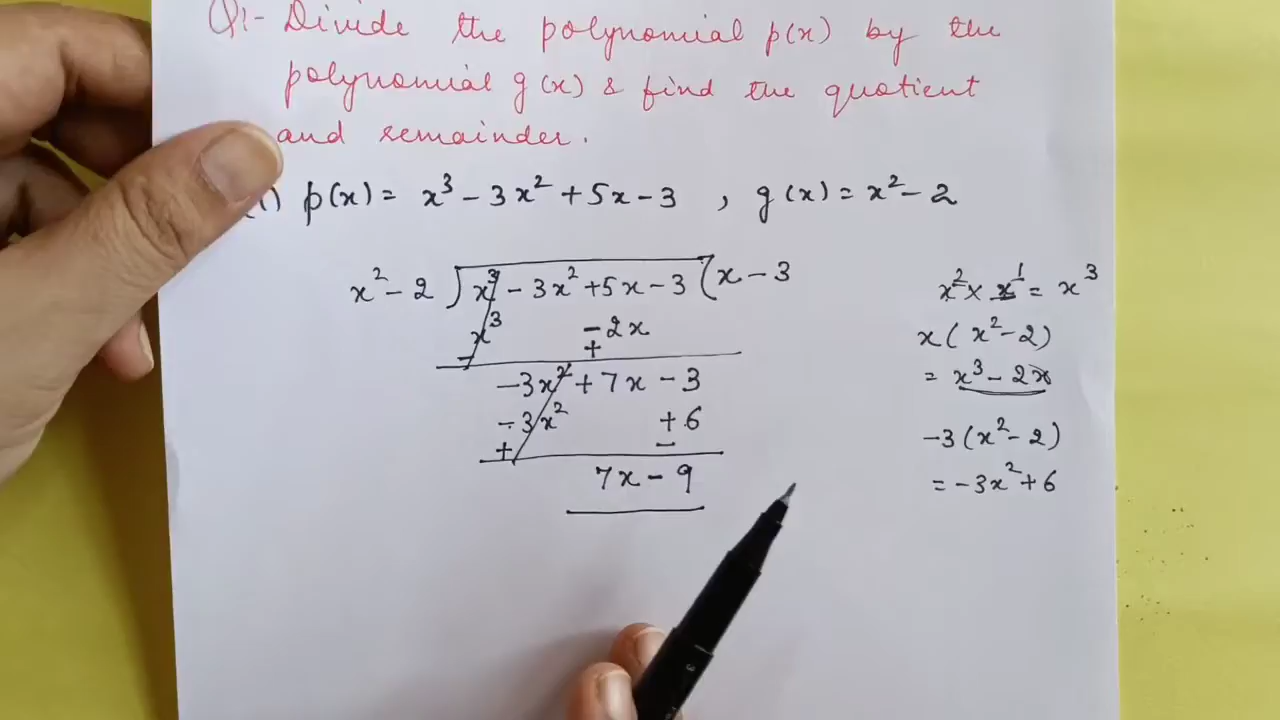 Q1- Divide the polynomial p(x) by the
polynomial g(x) & find the quotient
and remainder.
) p(x) = x³ - 3x² + 5x - 3 , g(x) = x² - 2
x² - 2 ) x³ - 3x² + 5x - 3 ( x - 3
x³ - 2x
- +
-3x² + 7x - 3
-3x² + 6
+ -
7x - 9
x² × x¹ = x³
x ( x² - 2 )
= x³ - 2x
-3 ( x² - 2 )
= -3x² + 6